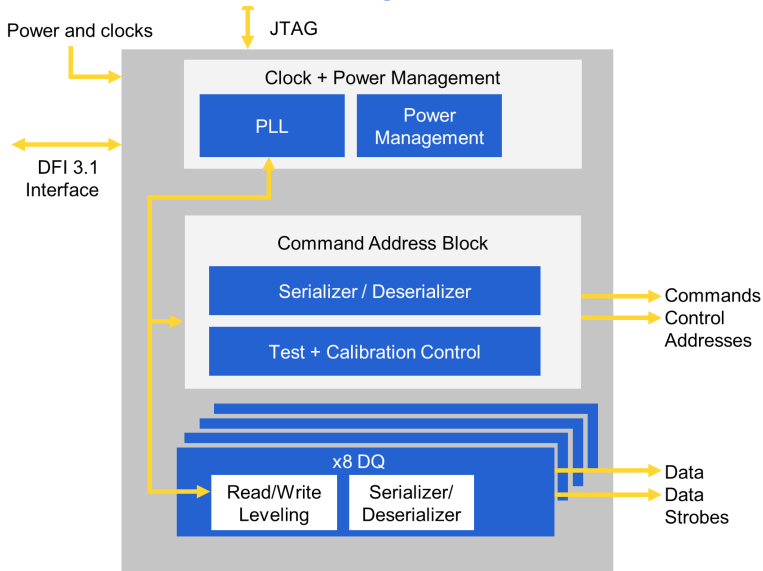 Power and clocks
JTAG
Clock + Power Management
PLL
Power
Management
DFI 3.1
Interface
Command Address Block
Serializer / Deserializer
Test + Calibration Control
Commands
Control
Addresses
x8 DQ
Read/Write
Leveling
Serializer/
Deserializer
Data
Data
Strobes